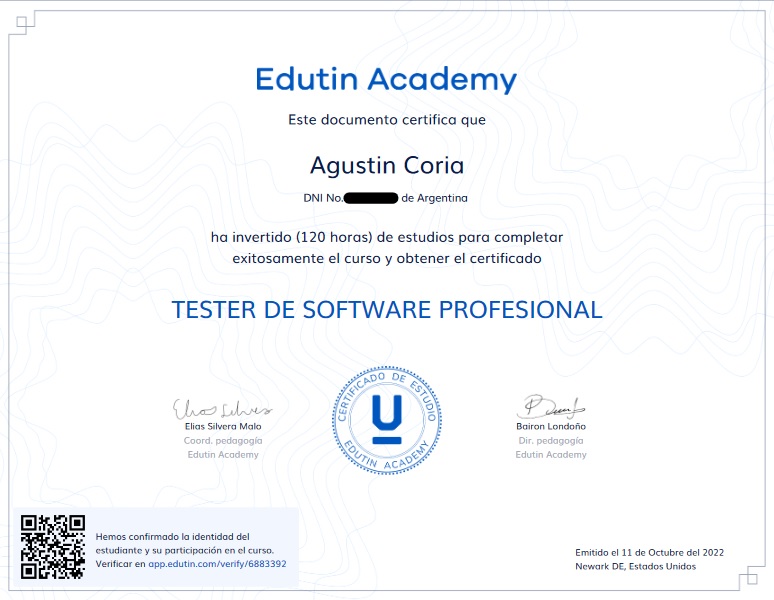 Edutin Academy
Este documento certifica que
Agustin Coria
DNI No. de Argentina
ha invertido (120 horas) de estudios para completar
exitosamente el curso y obtener el certificado
TESTER DE SOFTWARE PROFESIONAL
Elias Silvera Malo
Coord. pedagogía
Edutin Academy
CERTIFICADO DE ESTUDIO
EDUTIN ACADEMY
Bairon Londoño
Dir. pedagogía
Edutin Academy
Hemos confirmado la identidad del
estudiante y su participación en el curso.
Verificar en app.edutin.com/verify/6883392
Emitido el 11 de Octubre del 2022
Newark DE, Estados Unidos